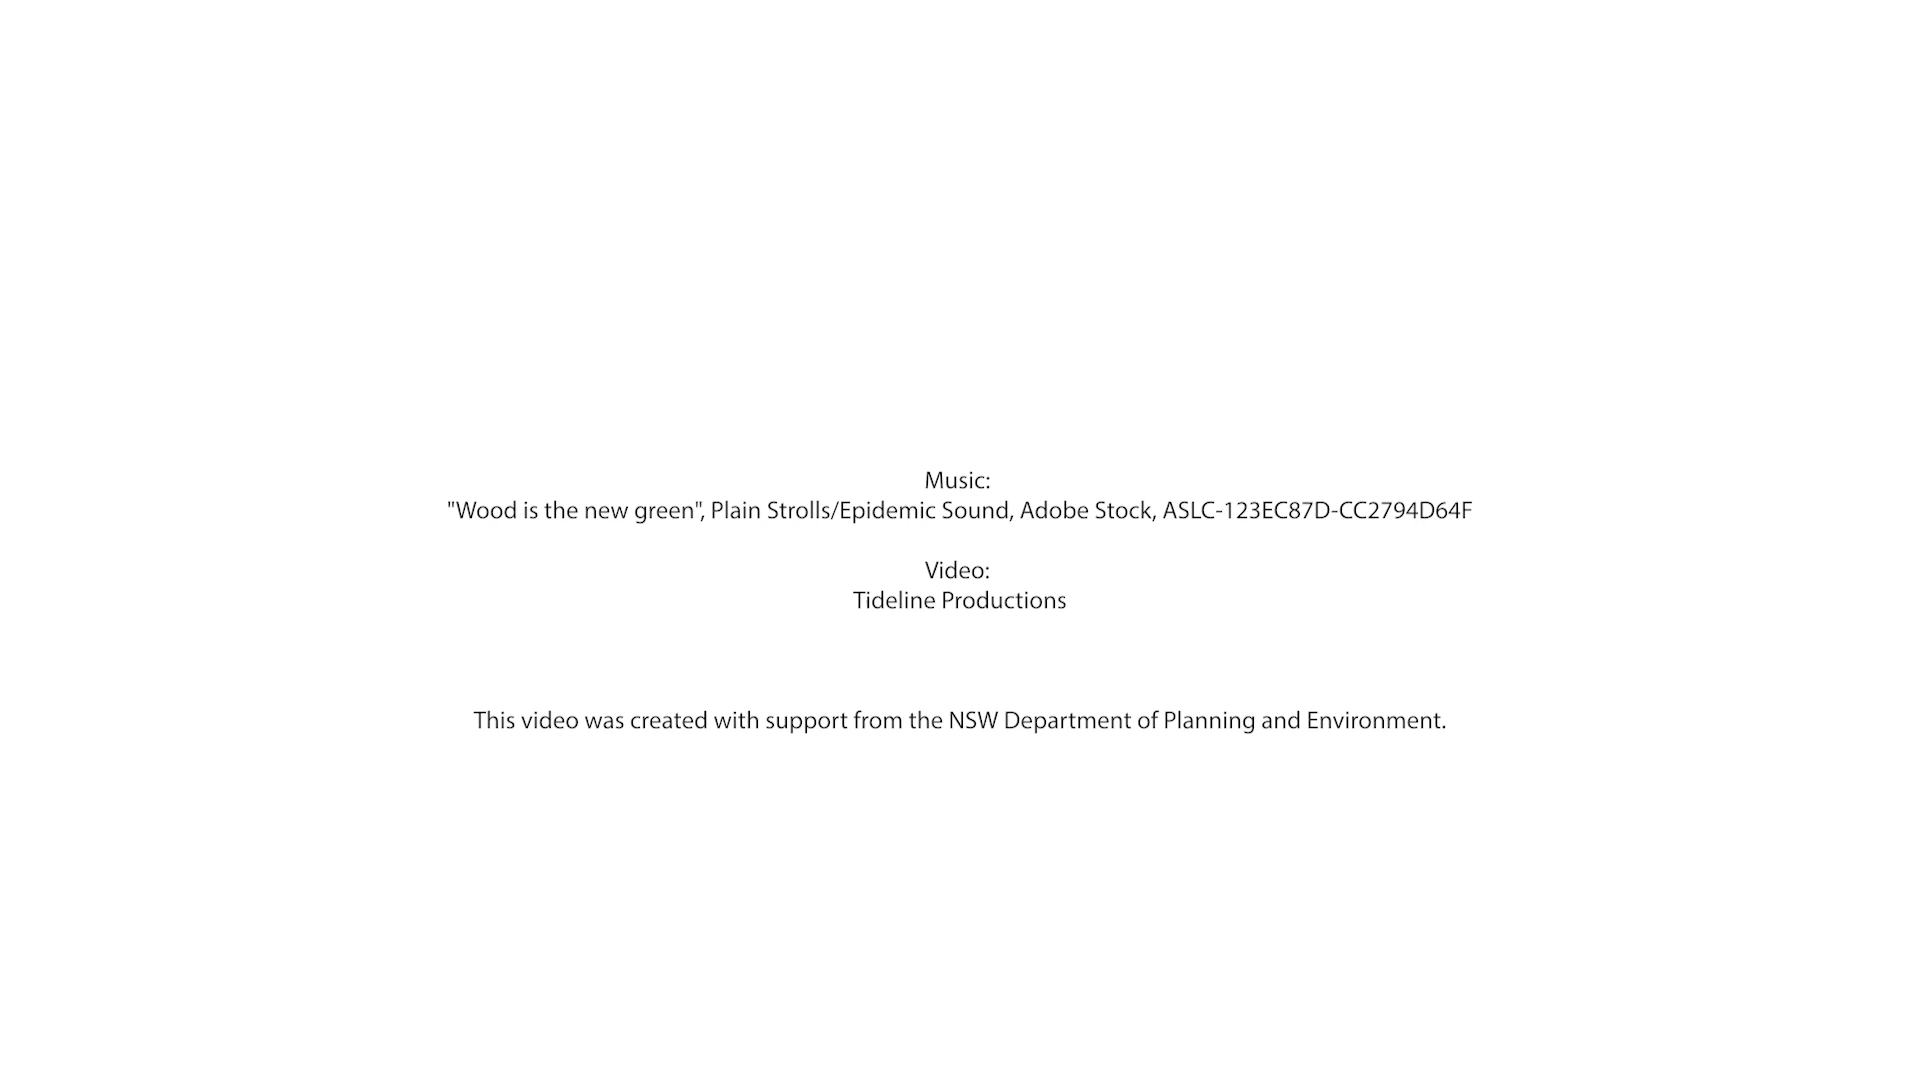 Music:
"Wood is the new green", Plain Strolls/Epidemic Sound, Adobe Stock, ASLC-123EC87D-CC2794D64F
Video:
Tideline Productions
This video was created with support from the NSW Department of Planning and Environment.